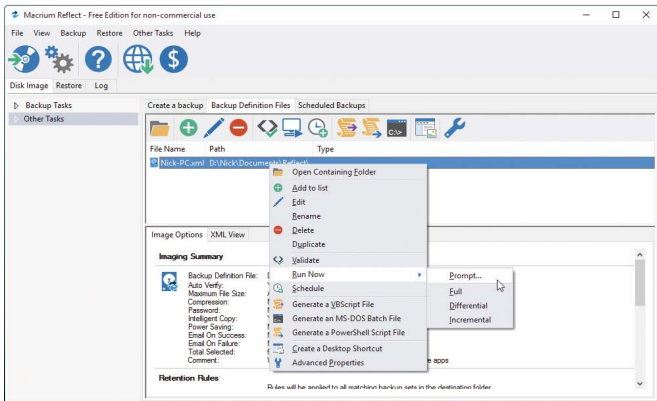 Macrium Reflect - Free Edition for non-commercial use
File View Backup Restore Other Tasks Help
Disk Image Restore Log
Backup Tasks
Other Tasks
Create a backup Backup Definition Files Scheduled Backups
C:\>
File Name Path Type
Nick-PC.xml D:\Nick\Documents\Reflect\
Open Containing Folder
Add to list
Edit
Rename
Delete
Duplicate
Validate
Run Now
Schedule
Generate a VBScript File
Generate an MS-DOS Batch File
Generate a PowerShell Script File
Create a Desktop Shortcut
Advanced Properties
Prompt...
Full
Differential
Incremental
Image Options XML View
Imaging Summary
Backup Definition File:
Auto Verify:
Maximum File Size:
Compression:
Password:
Intelligent Copy:
Power Saving:
Email On Success:
Email On Failure:
Total Selected:
Comment: apps
Retention Rules
Rules will be applied to all matching backup sets in the destination folder